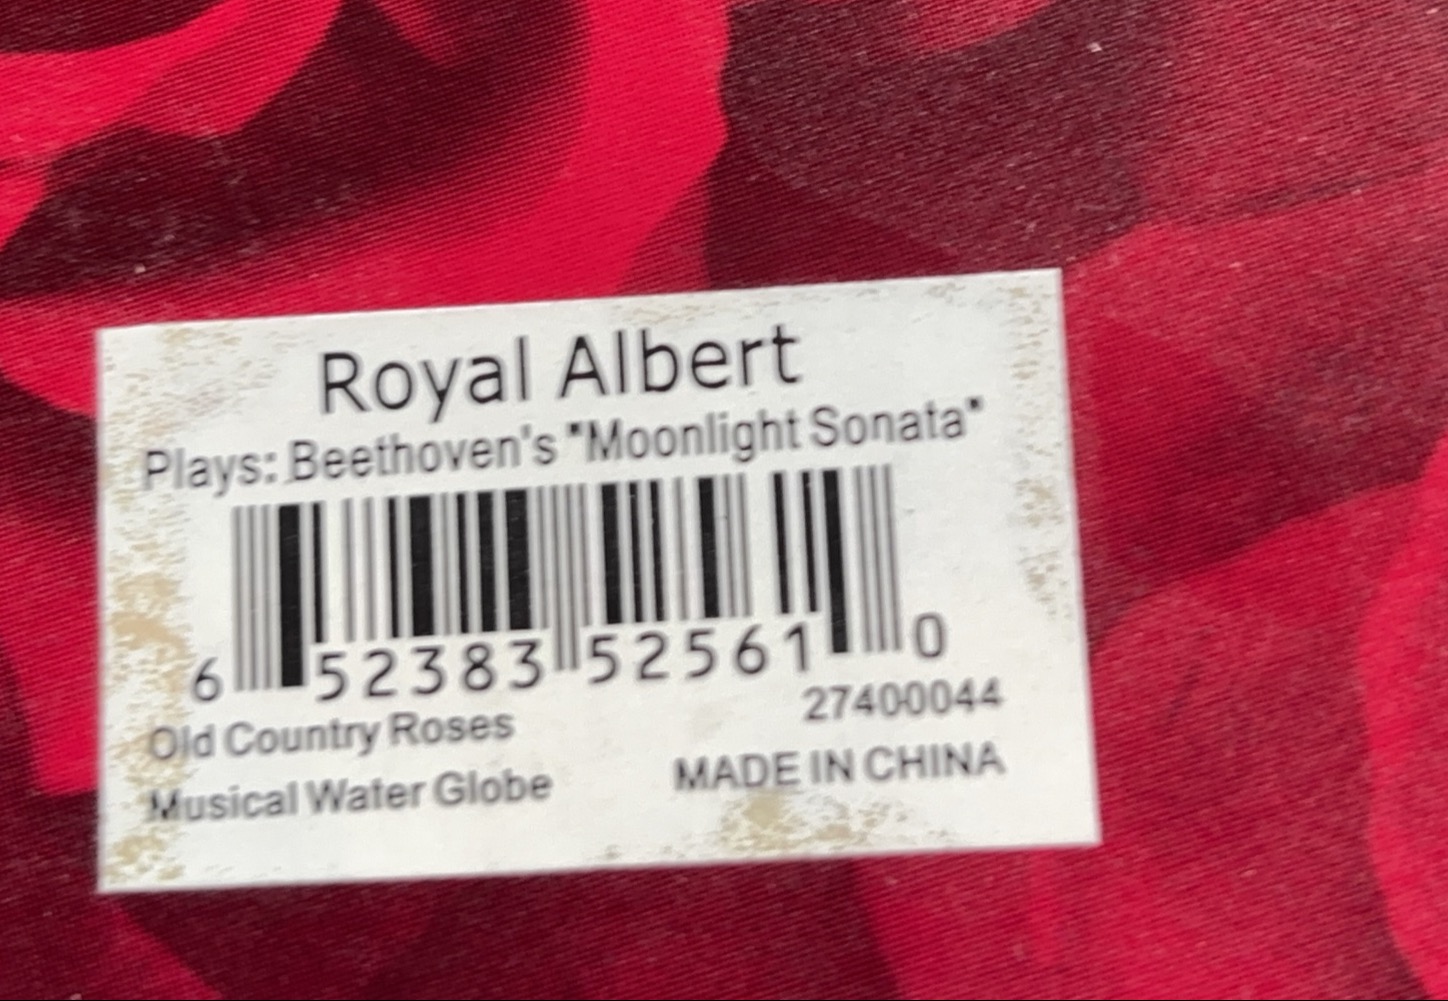 Royal Albert
Plays: Beethoven's "Moonlight Sonata"
6 52383 52561 0
27400044
Old Country Roses
MADE IN CHINA
Musical Water Globe